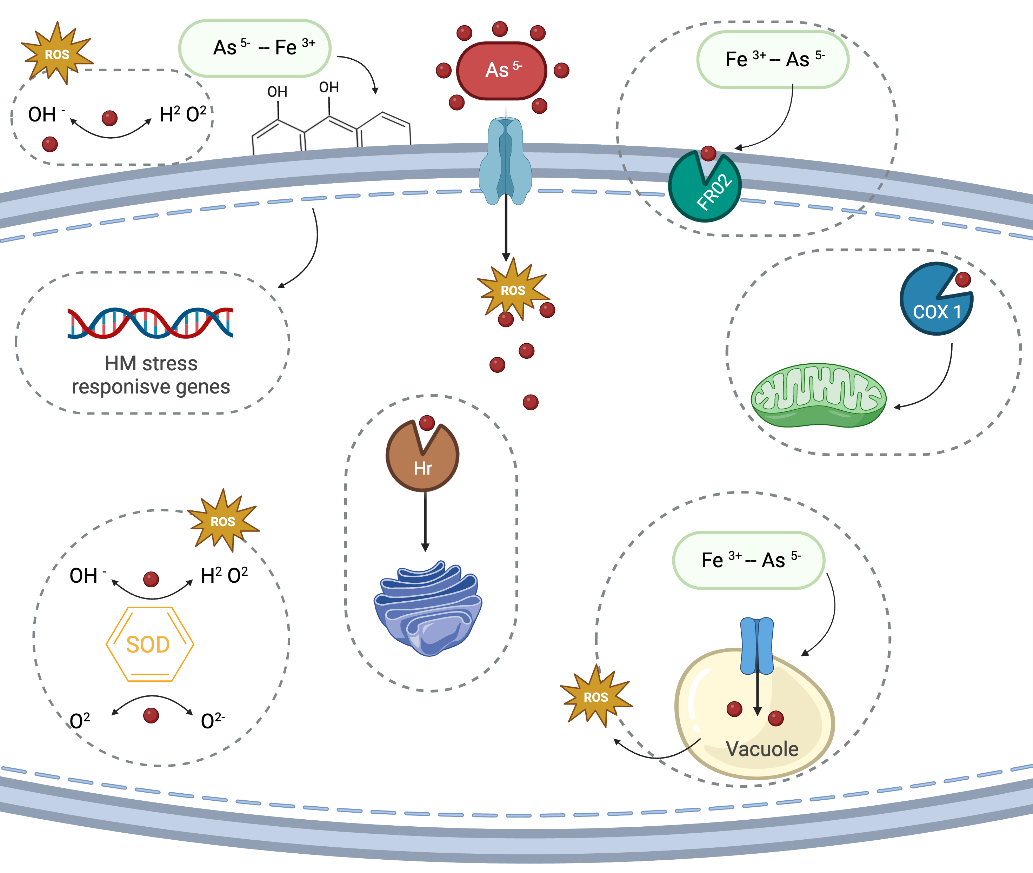 ROS
OH - H² O²
As ⁵⁻ -- Fe ³⁺
OH OH
As ⁵⁻
Fe ³⁺ -- As ⁵⁻
FR02
ROS
COX 1
HM stress
responisve genes
Hr
ROS
OH - H² O²
SOD
O² O²⁻
Fe ³⁺ -- As ⁵⁻
ROS
Vacuole